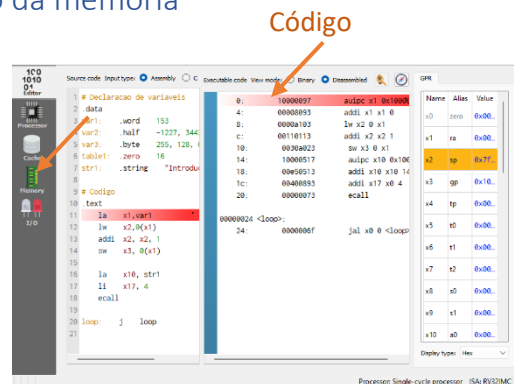 o da memória
Código
Editor
Processor
Cache
Memory
I/O
Source code Input type: Assembly C
Executable code View mode: Binary Disassembled
GPR
1 # Declaracao de variaveis
2 .data
3 var1: .word 153
4 var2: .half -1227, 344
5 var3: .byte 255, 128,
6 table1: .zero 16
7 str1: .string "Introdu
8
9 # Codigo
10 .text
11 la x1,var1
12 lw x2,0(x1)
13 addi x2, x2, 1
14 sw x3, 0(x1)
15
16 la x10, str1
17 li x17, 4
18 ecall
19
20 loop: j loop
21
0: 10000097 auipc x1 0x1000
4: 00008093 addi x1 x1 0
8: 0000a103 lw x2 0 x1
c: 00110113 addi x2 x2 1
10: 0030a023 sw x3 0 x1
14: 10000517 auipc x10 0x100
18: 00e50513 addi x10 x10 14
1c: 00400893 addi x17 x0 4
20: 00000073 ecall
00000024 <loop>:
24: 0000006f jal x0 0 <loop>
Name Alias Value
x0 zero 0x00...
x1 ra 0x00...
x2 sp 0x7f...
x3 gp 0x10...
x4 tp 0x00...
x5 t0 0x00...
x6 t1 0x00...
x7 t2 0x00...
x8 s0 0x00...
x9 s1 0x00...
x10 a0 0x00...
Display type: Hex
Processor: Single-cycle processor ISA: RV32IMC